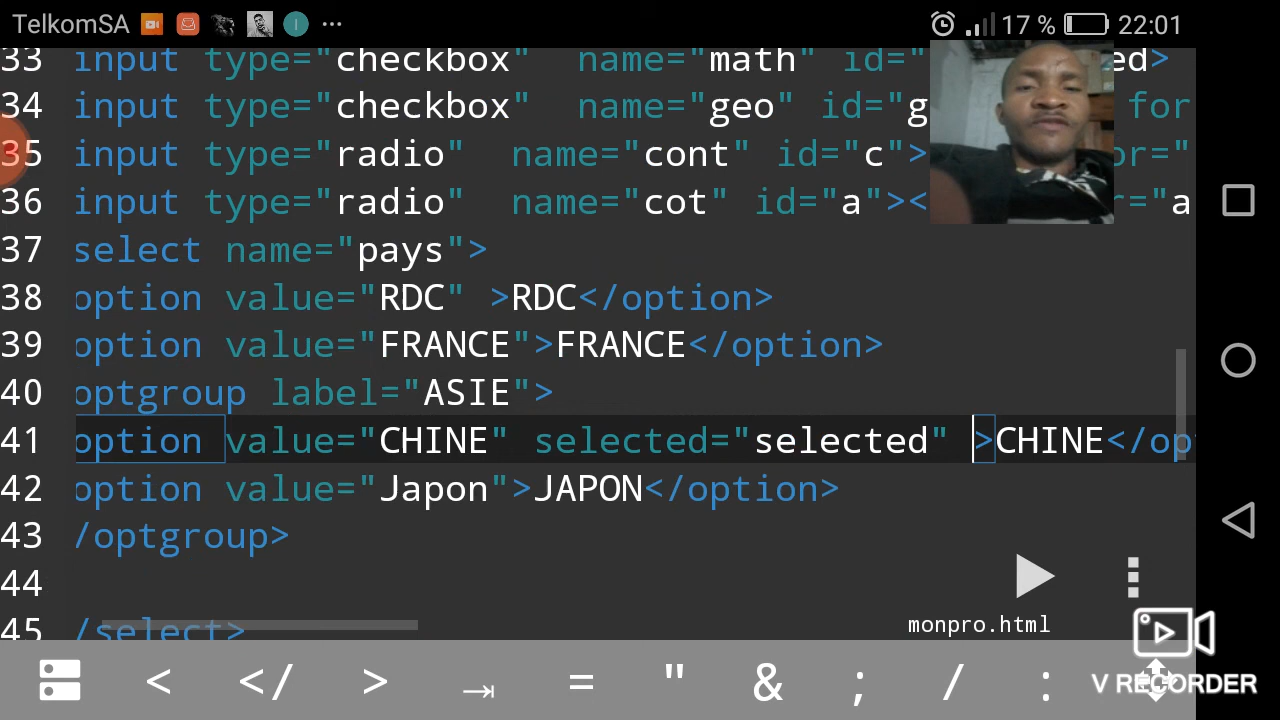 TelkomSA ... 17 % 22:01
33 input type="checkbox"  name="math" id=" ed>
34 input type="checkbox"  name="geo" id="g for
35 input type="radio"  name="cont" id="c"> or="
36 input type="radio"  name="cot" id="a">< r="a
37 select name="pays">
38 option value="RDC" >RDC</option>
39 option value="FRANCE">FRANCE</option>
40 optgroup label="ASIE">
41 option value="CHINE" selected="selected" >CHINE</op
42 option value="Japon">JAPON</option>
43 /optgroup>
44
45 /select>
monpro.html
< </ > = " & ; / :
V RECORDER